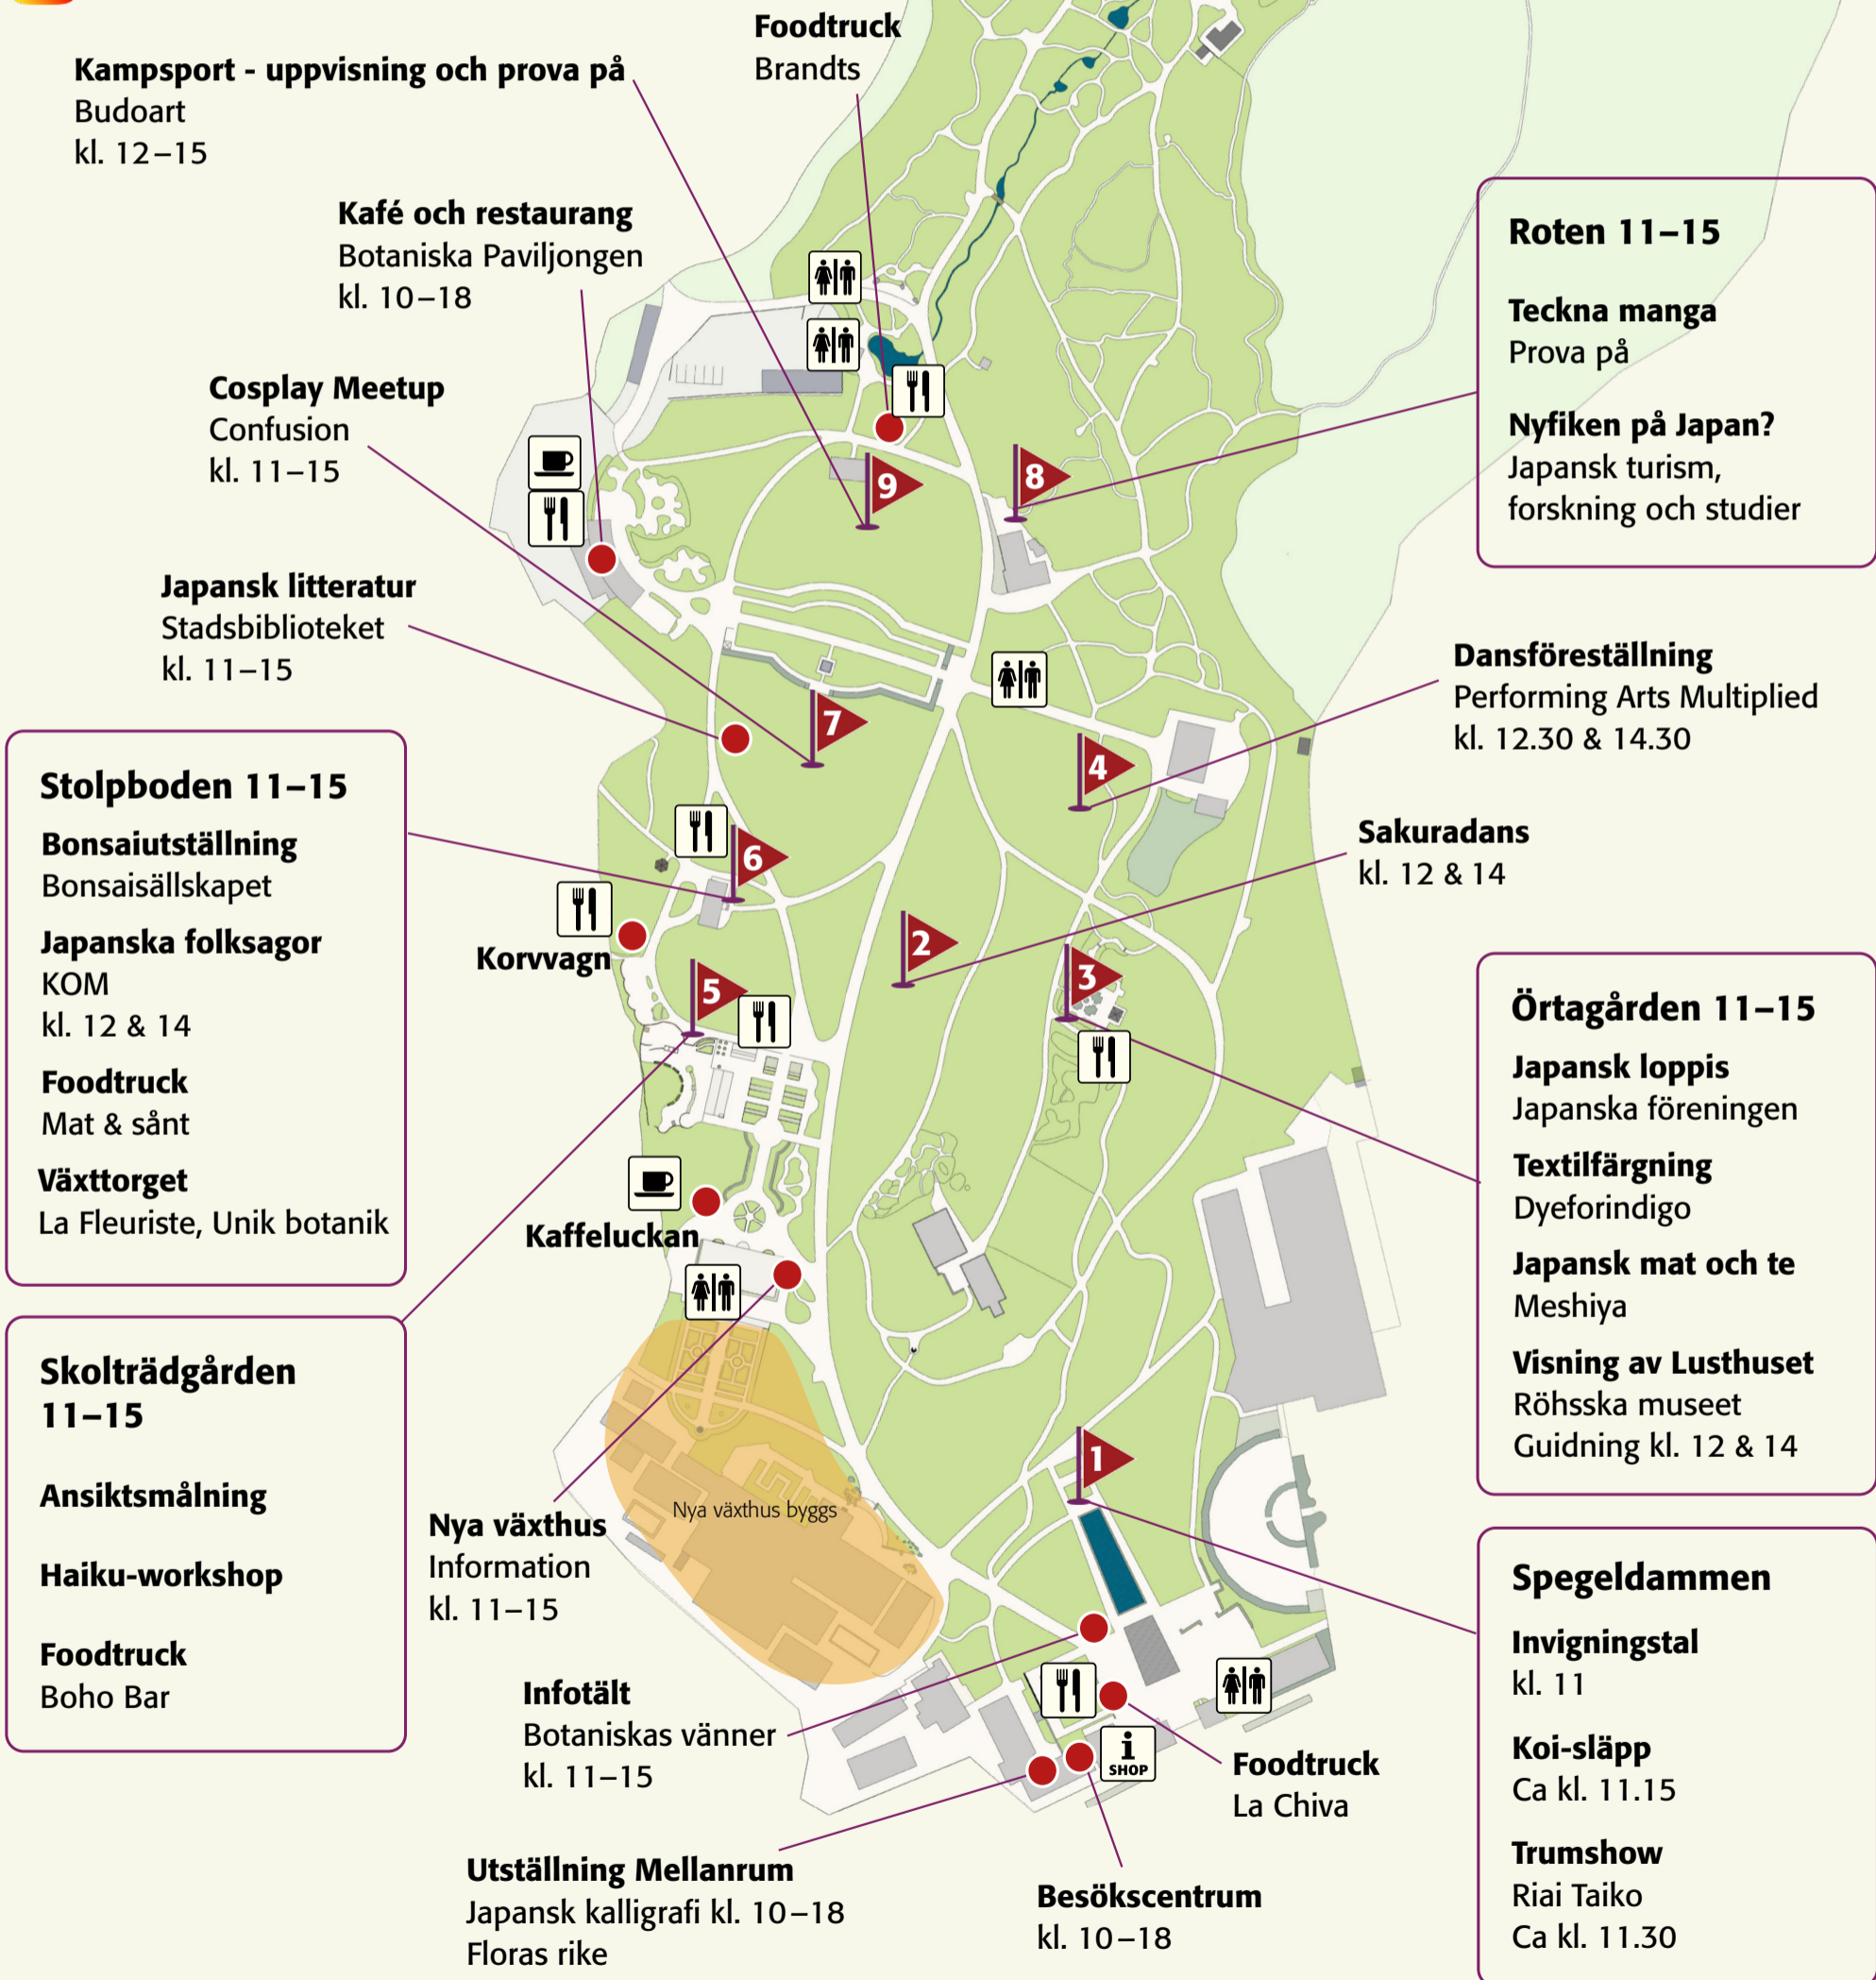 Foodtruck
Brandts
Kampsport - uppvisning och prova på
Budoart
kl. 12–15
Kafé och restaurang
Botaniska Paviljongen
kl. 10–18
Roten 11–15
Teckna manga
Prova på
Nyfiken på Japan?
Japansk turism,
forskning och studier
Cosplay Meetup
Confusion
kl. 11–15
9
8
Japansk litteratur
Stadsbiblioteket
kl. 11–15
Dansföreställning
Performing Arts Multiplied
kl. 12.30 & 14.30
7
4
Stolpboden 11–15
Bonsaiutställning
Bonsaisällskapet
Japanska folksagor
KOM
kl. 12 & 14
Foodtruck
Mat & sånt
Växttorget
La Fleuriste, Unik botanik
Sakuradans
kl. 12 & 14
6
2
3
5
Korvvagn
Örtagården 11–15
Japansk loppis
Japanska föreningen
Textilfärgning
Dyeforindigo
Japansk mat och te
Meshiya
Visning av Lusthuset
Röhsska museet
Guidning kl. 12 & 14
Kaffeluckan
Skolträdgården
11–15
Ansiktsmålning
Haiku-workshop
Foodtruck
Boho Bar
1
Nya växthus byggs
Nya växthus
Information
kl. 11–15
Spegeldammen
Invigningstal
kl. 11
Koi-släpp
Ca kl. 11.15
Trumshow
Riai Taiko
Ca kl. 11.30
Infotält
Botaniskas vänner
kl. 11–15
i
SHOP
Foodtruck
La Chiva
Utställning Mellanrum
Japansk kalligrafi kl. 10–18
Floras rike
Besökscentrum
kl. 10–18